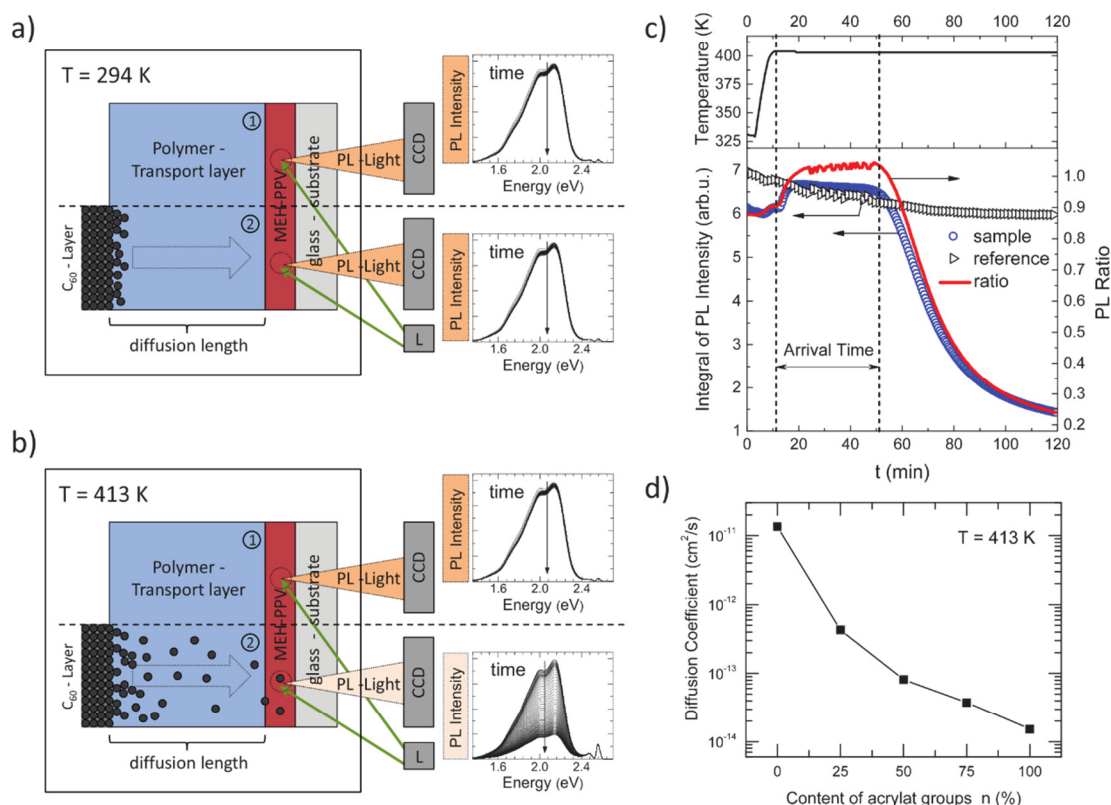 a)
T = 294 K
①
Polymer -
Transport layer
②
C60 - Layer
MEH-PPV
glass - substrate
PL -Light
CCD
PL -Light
CCD
L
diffusion length
PL Intensity
time
1.6 2.0 2.4
Energy (eV)
PL Intensity
time
1.6 2.0 2.4
Energy (eV)
b)
T = 413 K
①
Polymer -
Transport layer
②
C60 - Layer
MEH-PPV
glass - substrate
PL -Light
CCD
PL -Light
CCD
L
diffusion length
PL Intensity
time
1.6 2.0 2.4
Energy (eV)
PL Intensity
time
1.6 2.0 2.4
Energy (eV)
c)
0 20 40 60 80 100 120
Temperature (K)
400
375
350
325
Integral of PL Intensity (arb.u.)
7
6
5
4
3
2
1
sample
reference
ratio
Arrival Time
1.0
0.9
0.8
0.7
0.6
0.5
0.4
0.3
0.2
PL Ratio
0 20 40 60 80 100 120
t (min)
d)
T = 413 K
Diffusion Coefficient (cm²/s)
10⁻¹¹
10⁻¹²
10⁻¹³
10⁻¹⁴
0 25 50 75 100
Content of acrylat groups n (%)